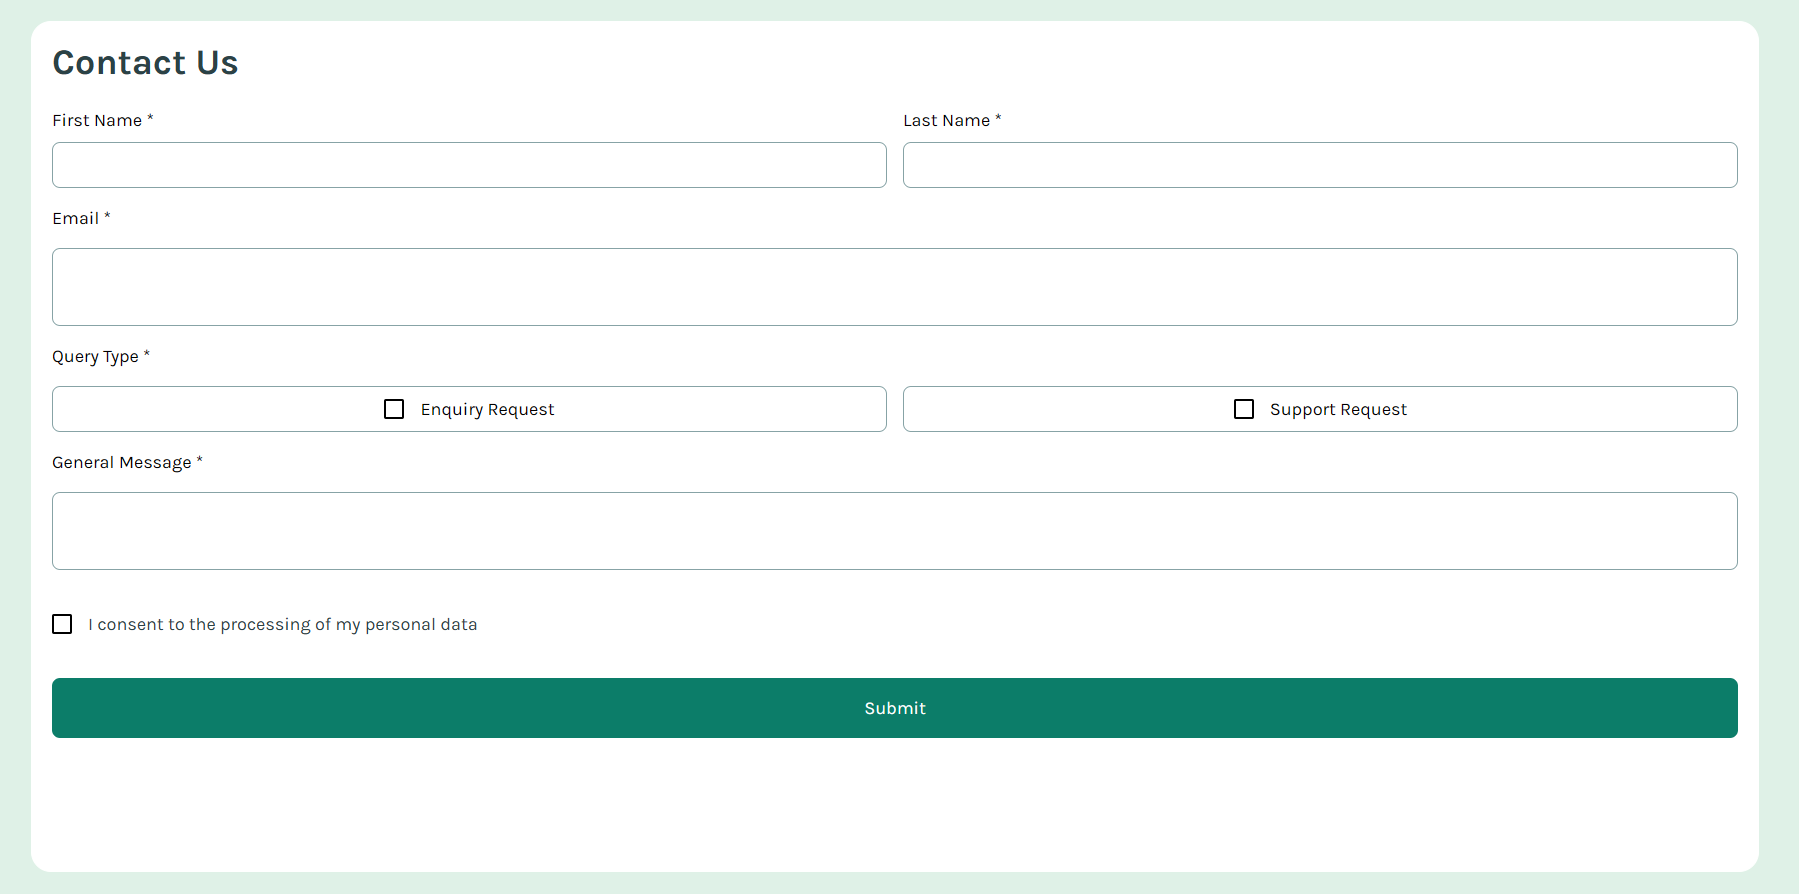 Contact Us
First Name *
Last Name *
Email *
Query Type *
Enquiry Request
Support Request
General Message *
I consent to the processing of my personal data
Submit